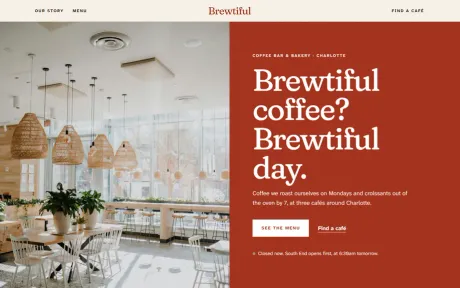 OUR STORY
MENU
Brewtiful
FIND A CAFÉ
COFFEE BAR & BAKERY · CHARLOTTE
Brewtiful
coffee?
Brewtiful
day.
Coffee we roast ourselves on Mondays and croissants out of
the oven by 7, at three cafés around Charlotte.
SEE THE MENU
Find a café
Closed now. South End opens first, at 6:30am tomorrow.